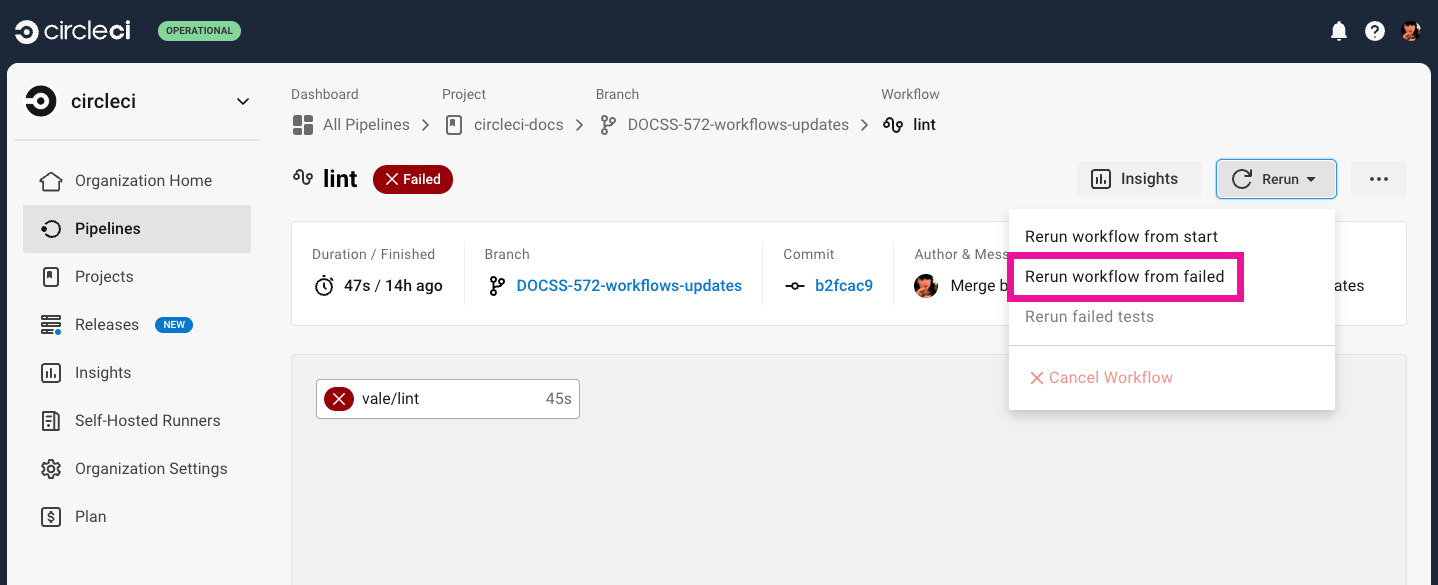 circleci OPERATIONAL
circleci
Organization Home
Pipelines
Projects
Releases NEW
Insights
Self-Hosted Runners
Organization Settings
Plan
Dashboard Project Branch Workflow
All Pipelines circleci-docs DOCSS-572-workflows-updates lint
lint Failed Insights Rerun
Duration / Finished Branch Commit Author & Mess
47s / 14h ago DOCSS-572-workflows-updates b2fcac9 Merge b ates
Rerun workflow from start
Rerun workflow from failed
Rerun failed tests
Cancel Workflow
vale/lint 45s